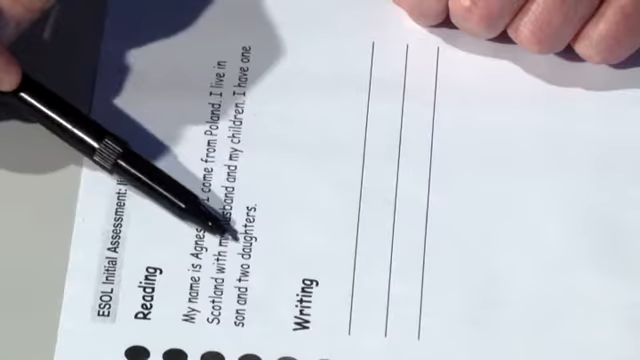 ESOL Initial Assessment:
Reading
My name is I come from Poland. I live in
Scotland with my husband and my children. I have one
son and two daughters.
Writing